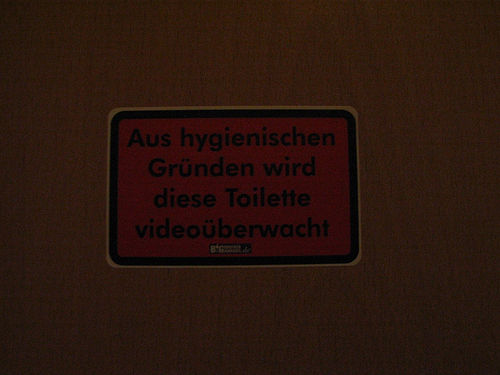 Aus hygienischen
Gründen wird
diese Toilette
videoüberwacht